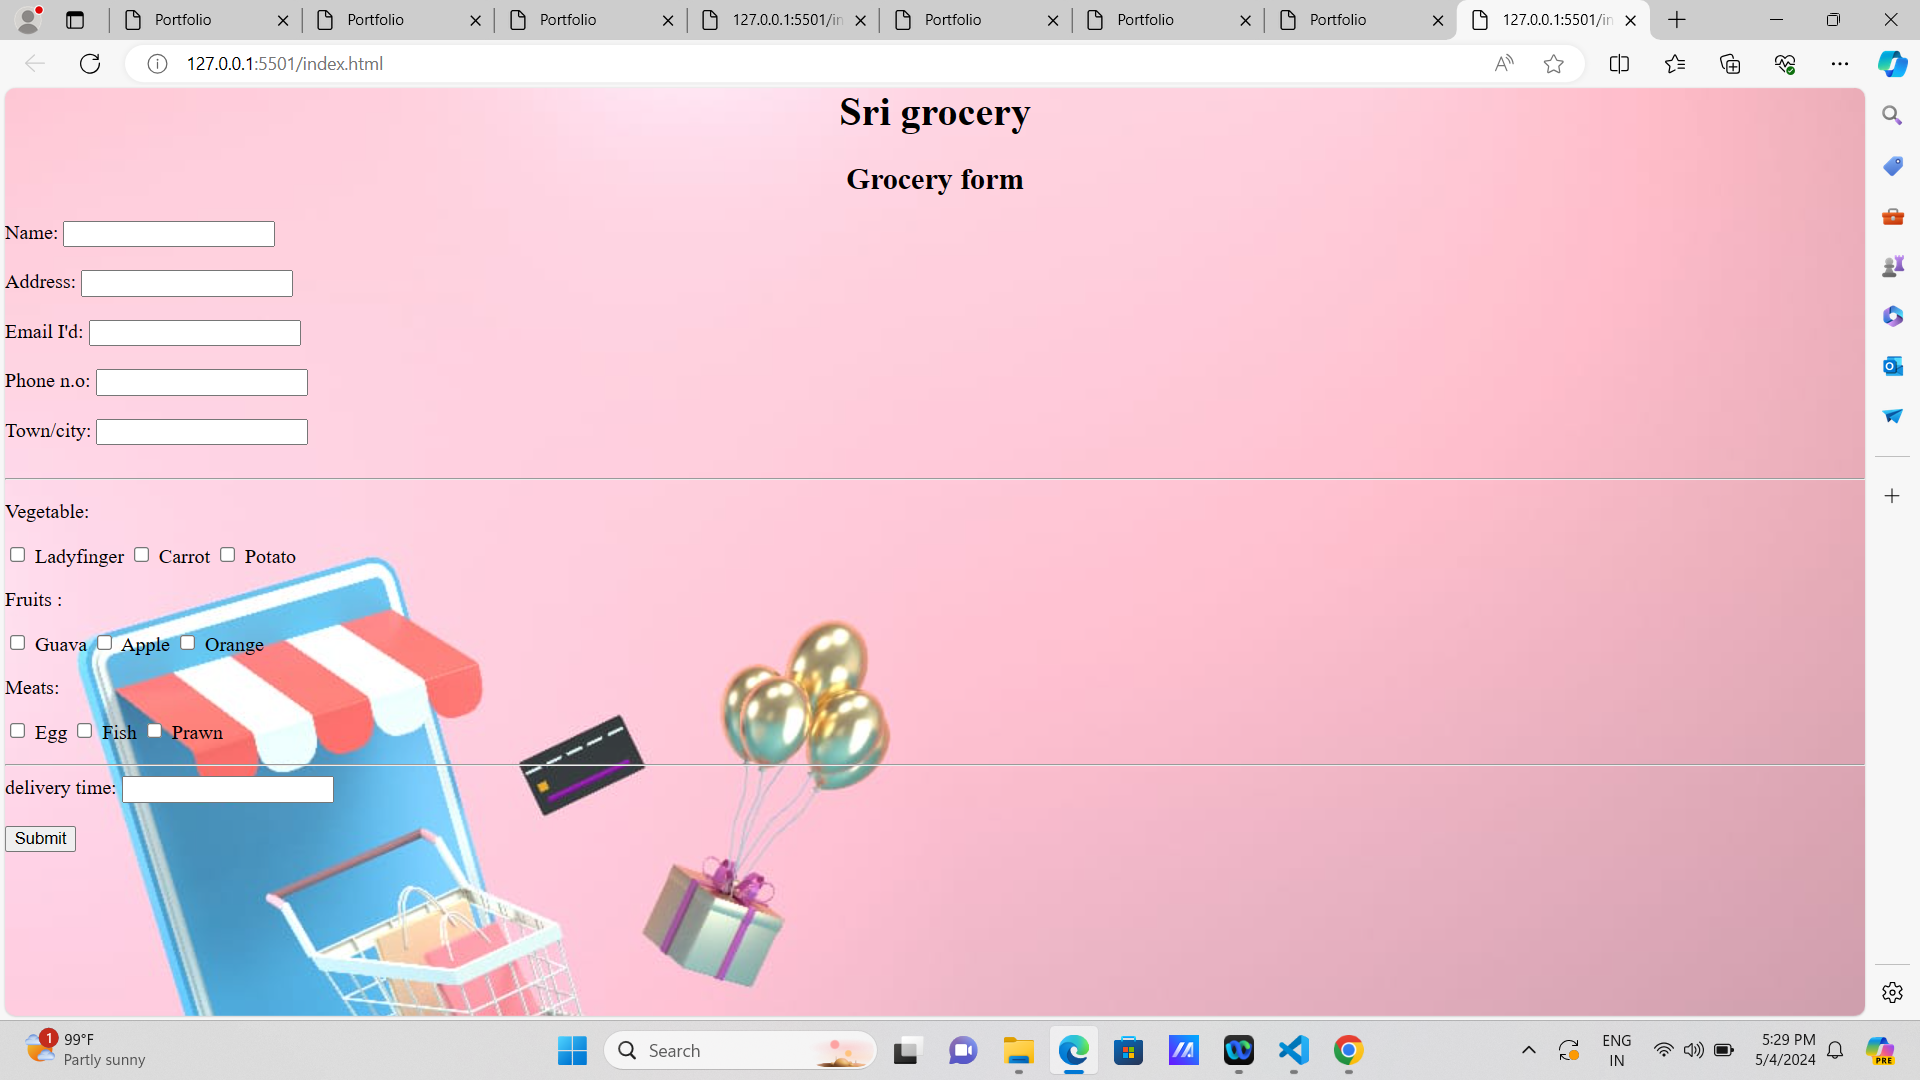 Portfolio
Portfolio
Portfolio
127.0.0.1:5501/in
Portfolio
Portfolio
Portfolio
127.0.0.1:5501/in
127.0.0.1:5501/index.html
Sri grocery
Grocery form
Name:
Address:
Email I'd:
Phone n.o:
Town/city:
Vegetable:
Ladyfinger Carrot Potato
Fruits :
Guava Apple Orange
Meats:
Egg Fish Prawn
delivery time:
Submit
1
99°F
Partly sunny
Search
ENG
IN
5:29 PM
5/4/2024
PRE